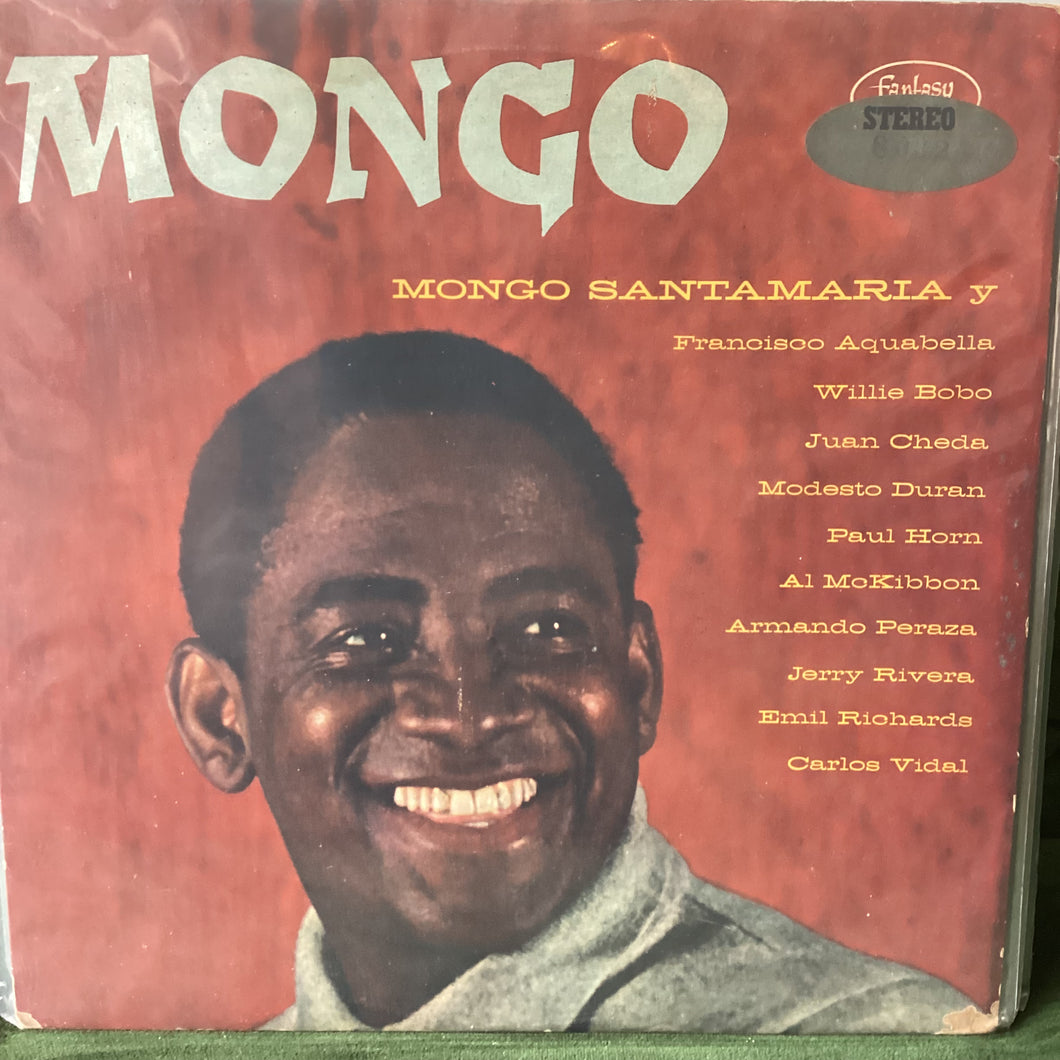 MONGO
Fantasy
STEREO
MONGO SANTAMARIA y
Francisco Aquabella
Willie Bobo
Juan Cheda
Modesto Duran
Paul Horn
Al McKibbon
Armando Peraza
Jerry Rivera
Emil Richards
Carlos Vidal